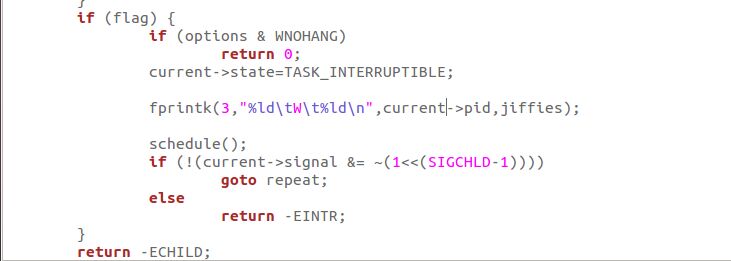 }
if (flag) {
if (options & WNOHANG)
return 0;
current->state=TASK_INTERRUPTIBLE;
fprintk(3,"%ld\tW\t%ld\n",current->pid,jiffies);
schedule();
if (!(current->signal &= ~(1<<(SIGCHLD-1))))
goto repeat;
else
return -EINTR;
}
return -ECHILD;